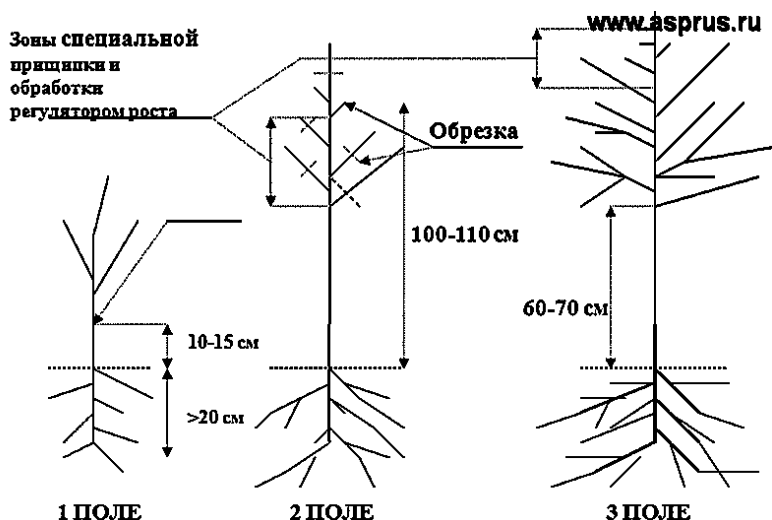 www.asprus.ru
Зоны специальной
прищипки и
обработки
регулятором роста
Обрезка
100-110 см
60-70 см
10-15 см
>20 см
1 ПОЛЕ
2 ПОЛЕ
3 ПОЛЕ